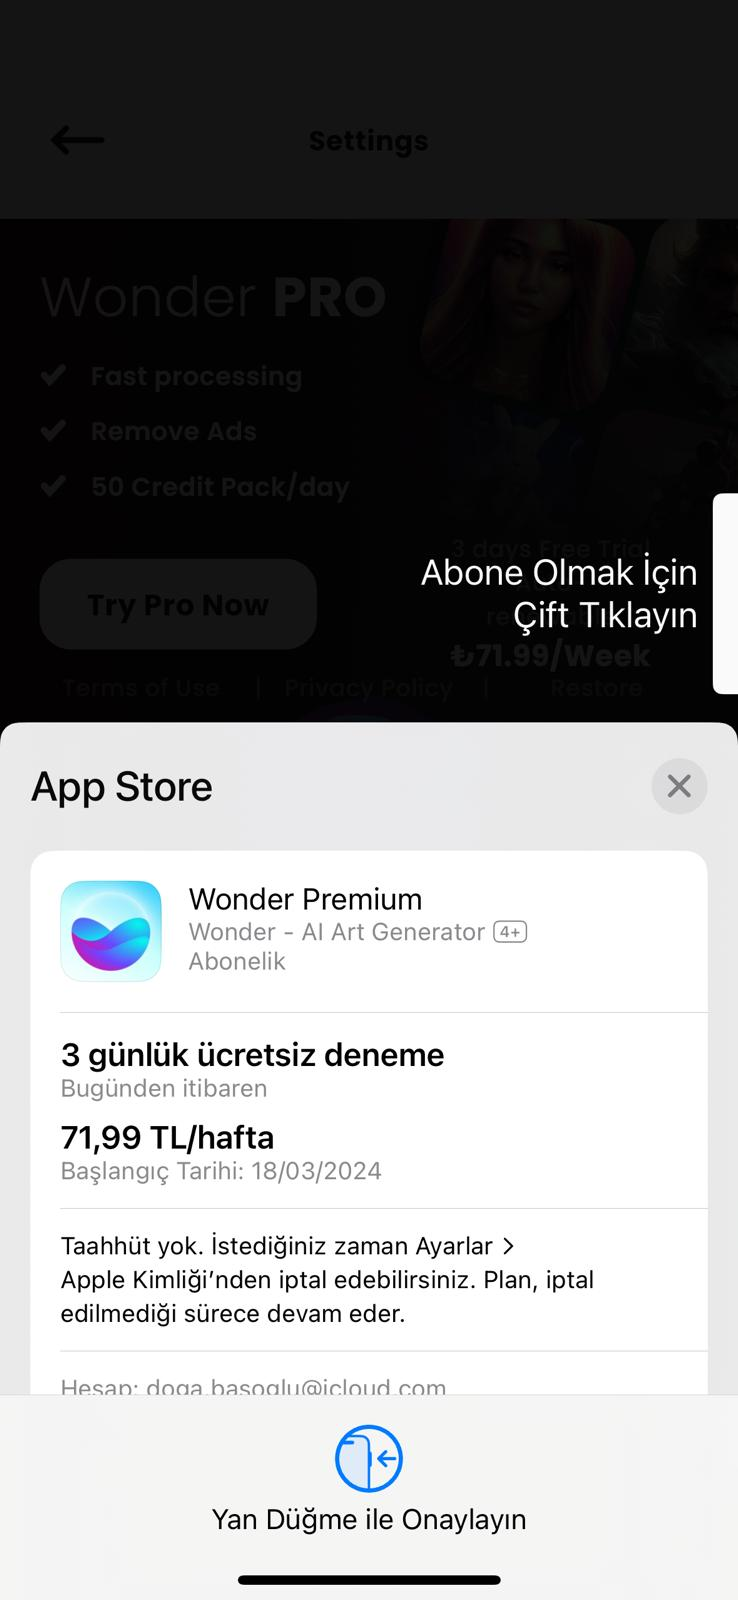 Settings
Wonder PRO
Fast processing
Remove Ads
50 Credit Pack/day
Try Pro Now
3 days Free Trial
Abone Olmak İçin
Çift Tıklayın
₺71.99/Week
Terms of Use | Privacy Policy | Restore
App Store
Wonder Premium
Wonder - AI Art Generator 4+
Abonelik
3 günlük ücretsiz deneme
Bugünden itibaren
71,99 TL/hafta
Başlangıç Tarihi: 18/03/2024
Taahhüt yok. İstediğiniz zaman Ayarlar >
Apple Kimliği’nden iptal edebilirsiniz. Plan, iptal
edilmediği sürece devam eder.
Hesap: doga.basoglu@icloud.com
Yan Düğme ile Onaylayın